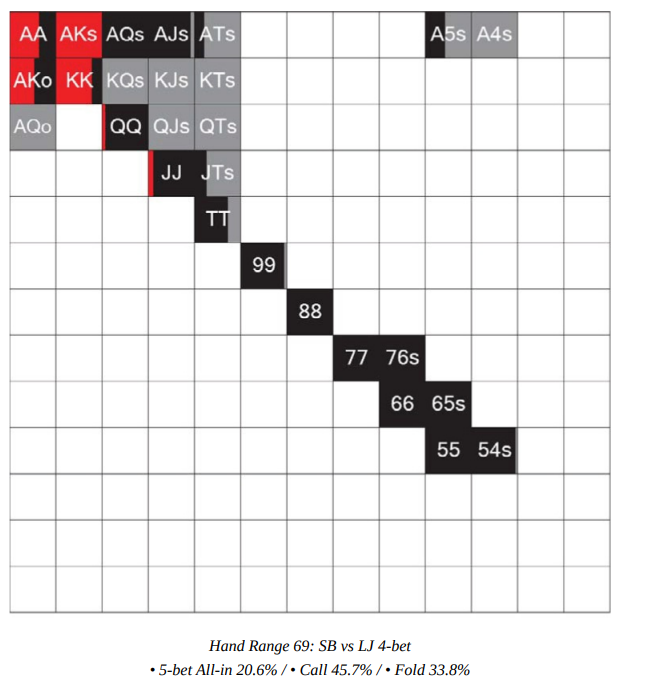 AA AKs AQs AJs ATs A5s A4s
AKo KK KQs KJs KTs
AQo QQ QJs QTs
JJ JTs
TT
99
88
77 76s
66 65s
55 54s
Hand Range 69: SB vs LJ 4-bet
• 5-bet All-in 20.6% / • Call 45.7% / • Fold 33.8%